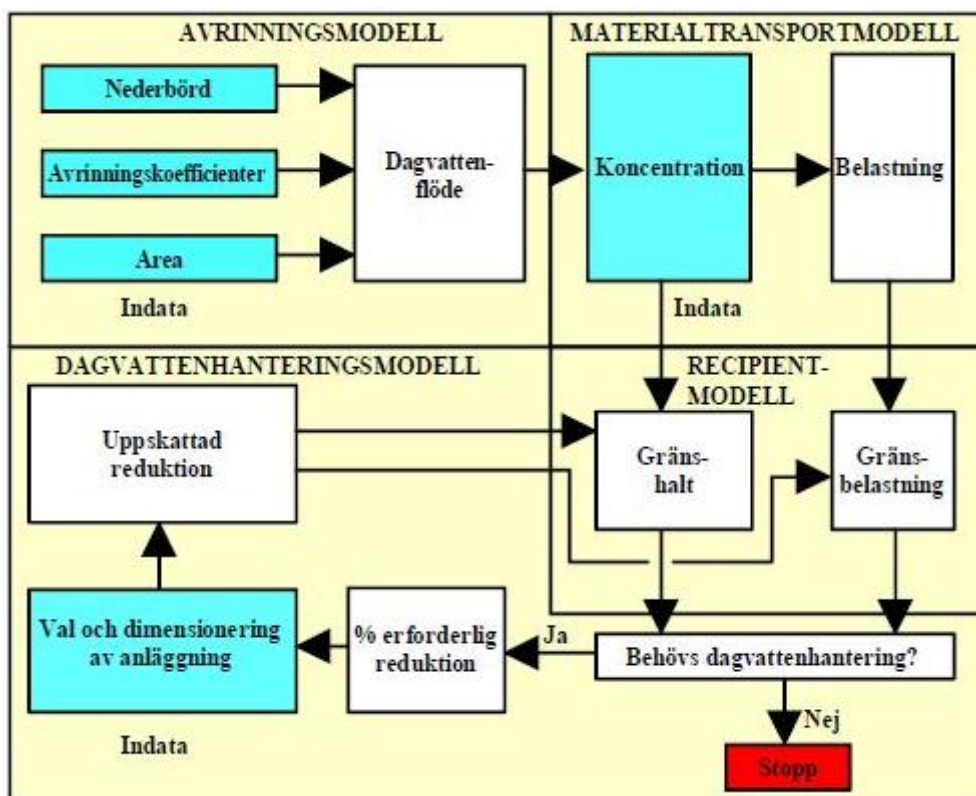 AVRINNINGSMODELL
Nederbörd
Avrinningskoefficienter
Area
Indata
Dagvatten-
flöde
MATERIALTRANSPORTMODELL
Koncentration
Belastning
Indata
DAGVATTENHANTERINGSMODELL
Uppskattad
reduktion
Val och dimensionering
av anläggning
Indata
% erforderlig
reduktion
RECIPIENT-
MODELL
Gräns-
halt
Gräns-
belastning
Ja
Behövs dagvattenhantering?
Nej
Stopp